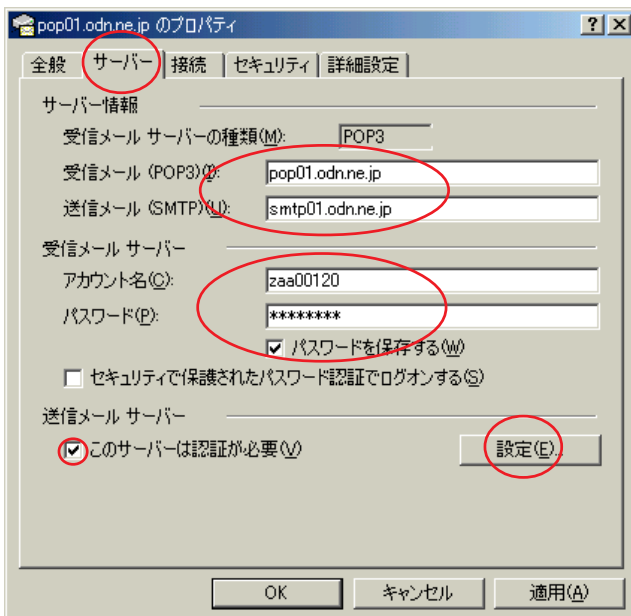 pop01.odn.ne.jp のプロパティ
全般 サーバー 接続 セキュリティ 詳細設定
サーバー情報
受信メール サーバーの種類(M): POP3
受信メール (POP3)(I): pop01.odn.ne.jp
送信メール (SMTP)(U): smtp01.odn.ne.jp
受信メール サーバー
アカウント名(C): zaa00120
パスワード(P): ********
パスワードを保存する(W)
セキュリティで保護されたパスワード認証でログオンする(S)
送信メール サーバー
このサーバーは認証が必要(V) 設定(E)...
OK キャンセル 適用(A)